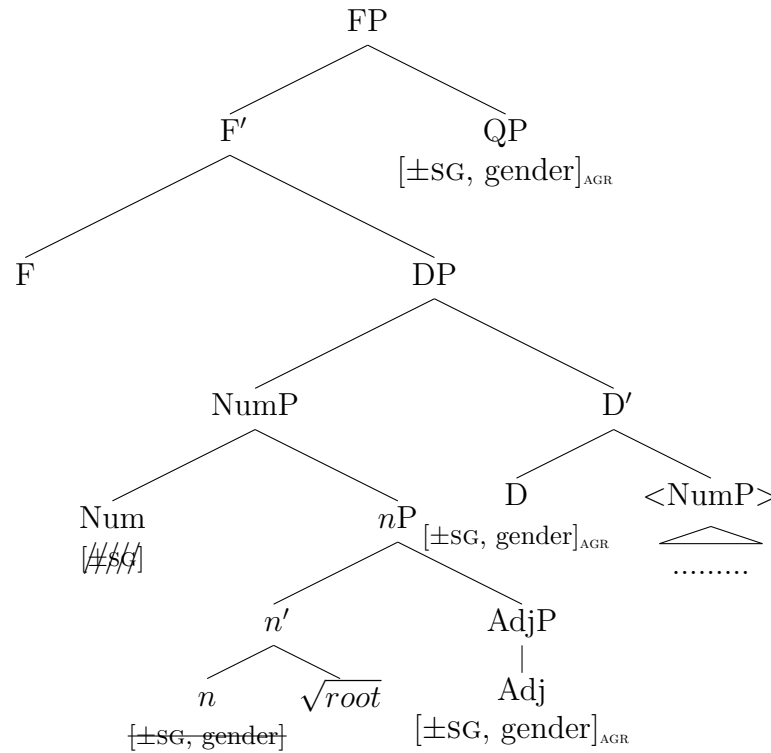 FP
F′ QP
[±SG, gender]AGR
F DP
NumP D′
Num nP D <NumP>
[±SG] [±SG, gender]AGR
.........
n′ AdjP
n √root Adj
[±SG, gender] [±SG, gender]AGR